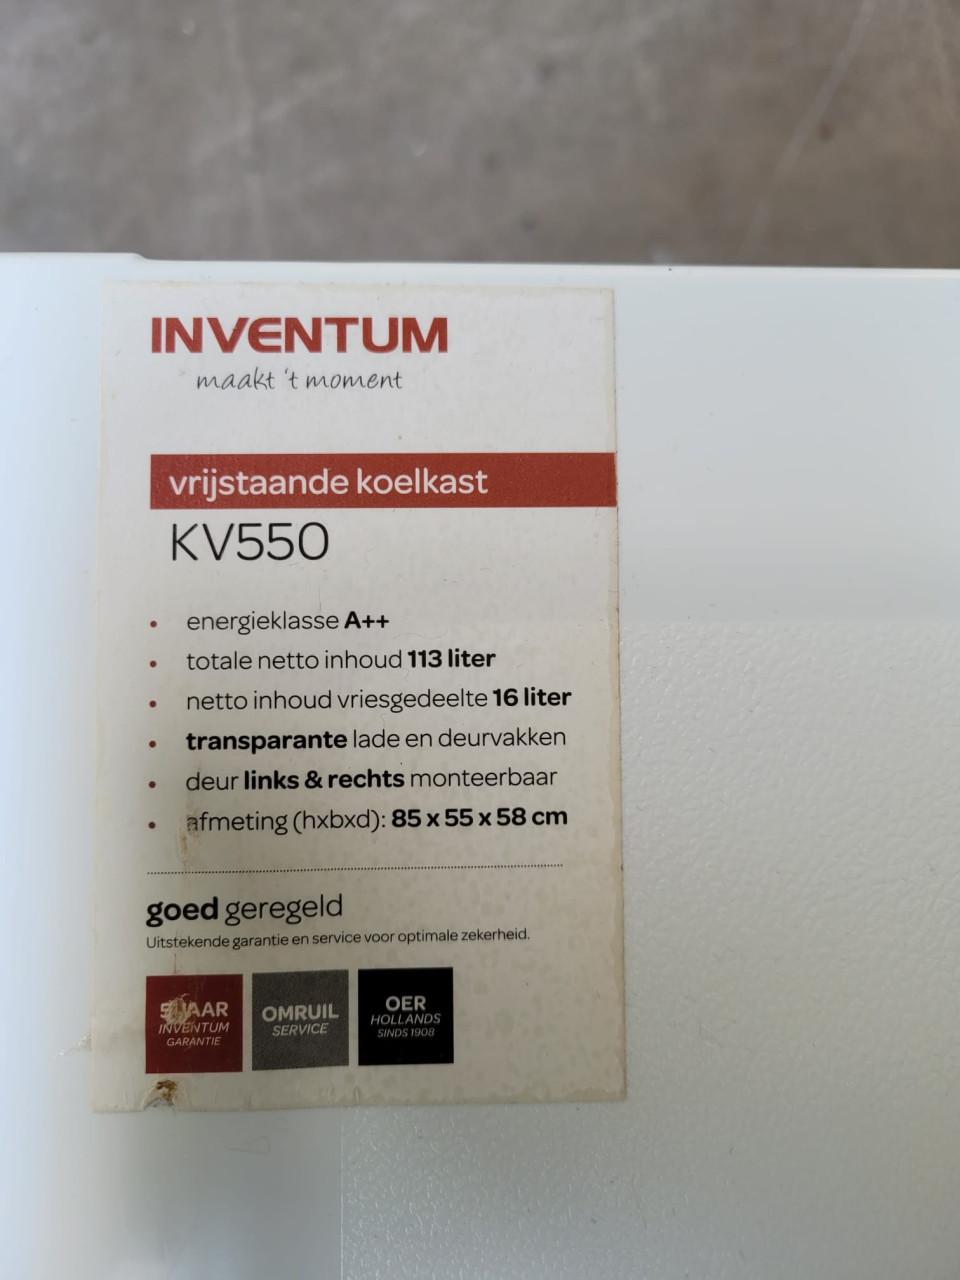 INVENTUM
maakt 't moment
vrijstaande koelkast
KV550
• energieklasse A++
• totale netto inhoud 113 liter
• netto inhoud vriesgedeelte 16 liter
• transparante lade en deurvakken
• deur links & rechts monteerbaar
• afmeting (hxbxd): 85 x 55 x 58 cm
goed geregeld
Uitstekende garantie en service voor optimale zekerheid.
5 JAAR
INVENTUM
GARANTIE
OMRUIL
SERVICE
OER
HOLLANDS
SINDS 1908